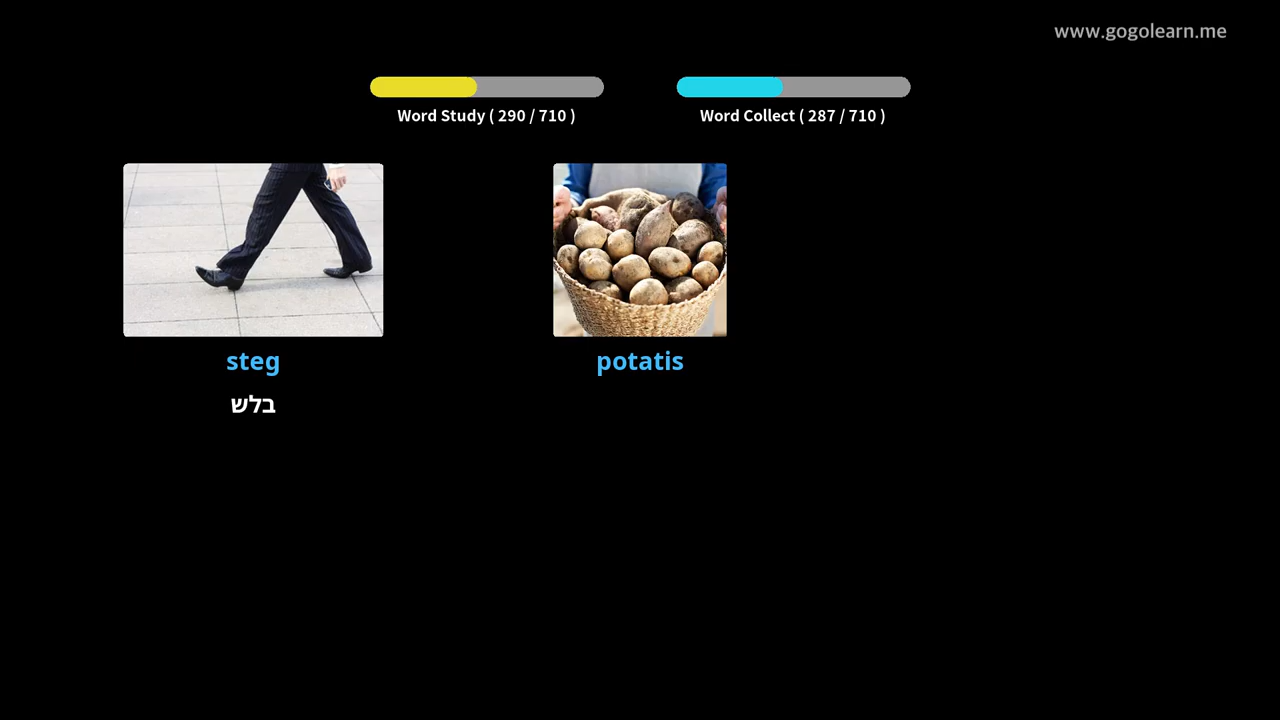 www.gogolearn.me
Word Study ( 290 / 710 )
Word Collect ( 287 / 710 )
steg
potatis
בלש